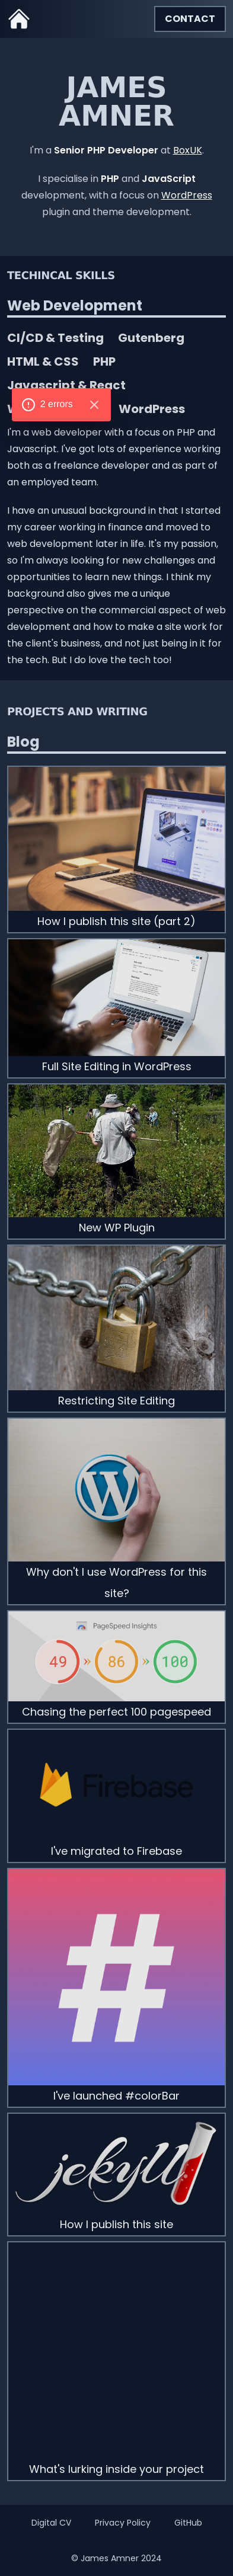 CONTACT
JAMES
AMNER
I'm a Senior PHP Developer at BoxUK.
I specialise in PHP and JavaScript
development, with a focus on WordPress
plugin and theme development.
TECHINCAL SKILLS
Web Development
CI/CD & Testing Gutenberg
HTML & CSS PHP
Javascript & React
2 errors
WordPress
I'm a web developer with a focus on PHP and
Javascript. I've got lots of experience working
both as a freelance developer and as part of
an employed team.
I have an unusual background in that I started
my career working in finance and moved to
web development later in life. It's my passion,
so I'm always looking for new challenges and
opportunities to learn new things. I think my
background also gives me a unique
perspective on the commercial aspect of web
development and how to make a site work for
the client's business, and not just being in it for
the tech. But I do love the tech too!
PROJECTS AND WRITING
Blog
How I publish this site (part 2)
Full Site Editing in WordPress
New WP Plugin
Restricting Site Editing
Why don't I use WordPress for this
site?
PageSpeed Insights
49 » 86 » 100
Chasing the perfect 100 pagespeed
Firebase
I've migrated to Firebase
#
I've launched #colorBar
jekyll
How I publish this site
What's lurking inside your project
Digital CV Privacy Policy GitHub
© James Amner 2024